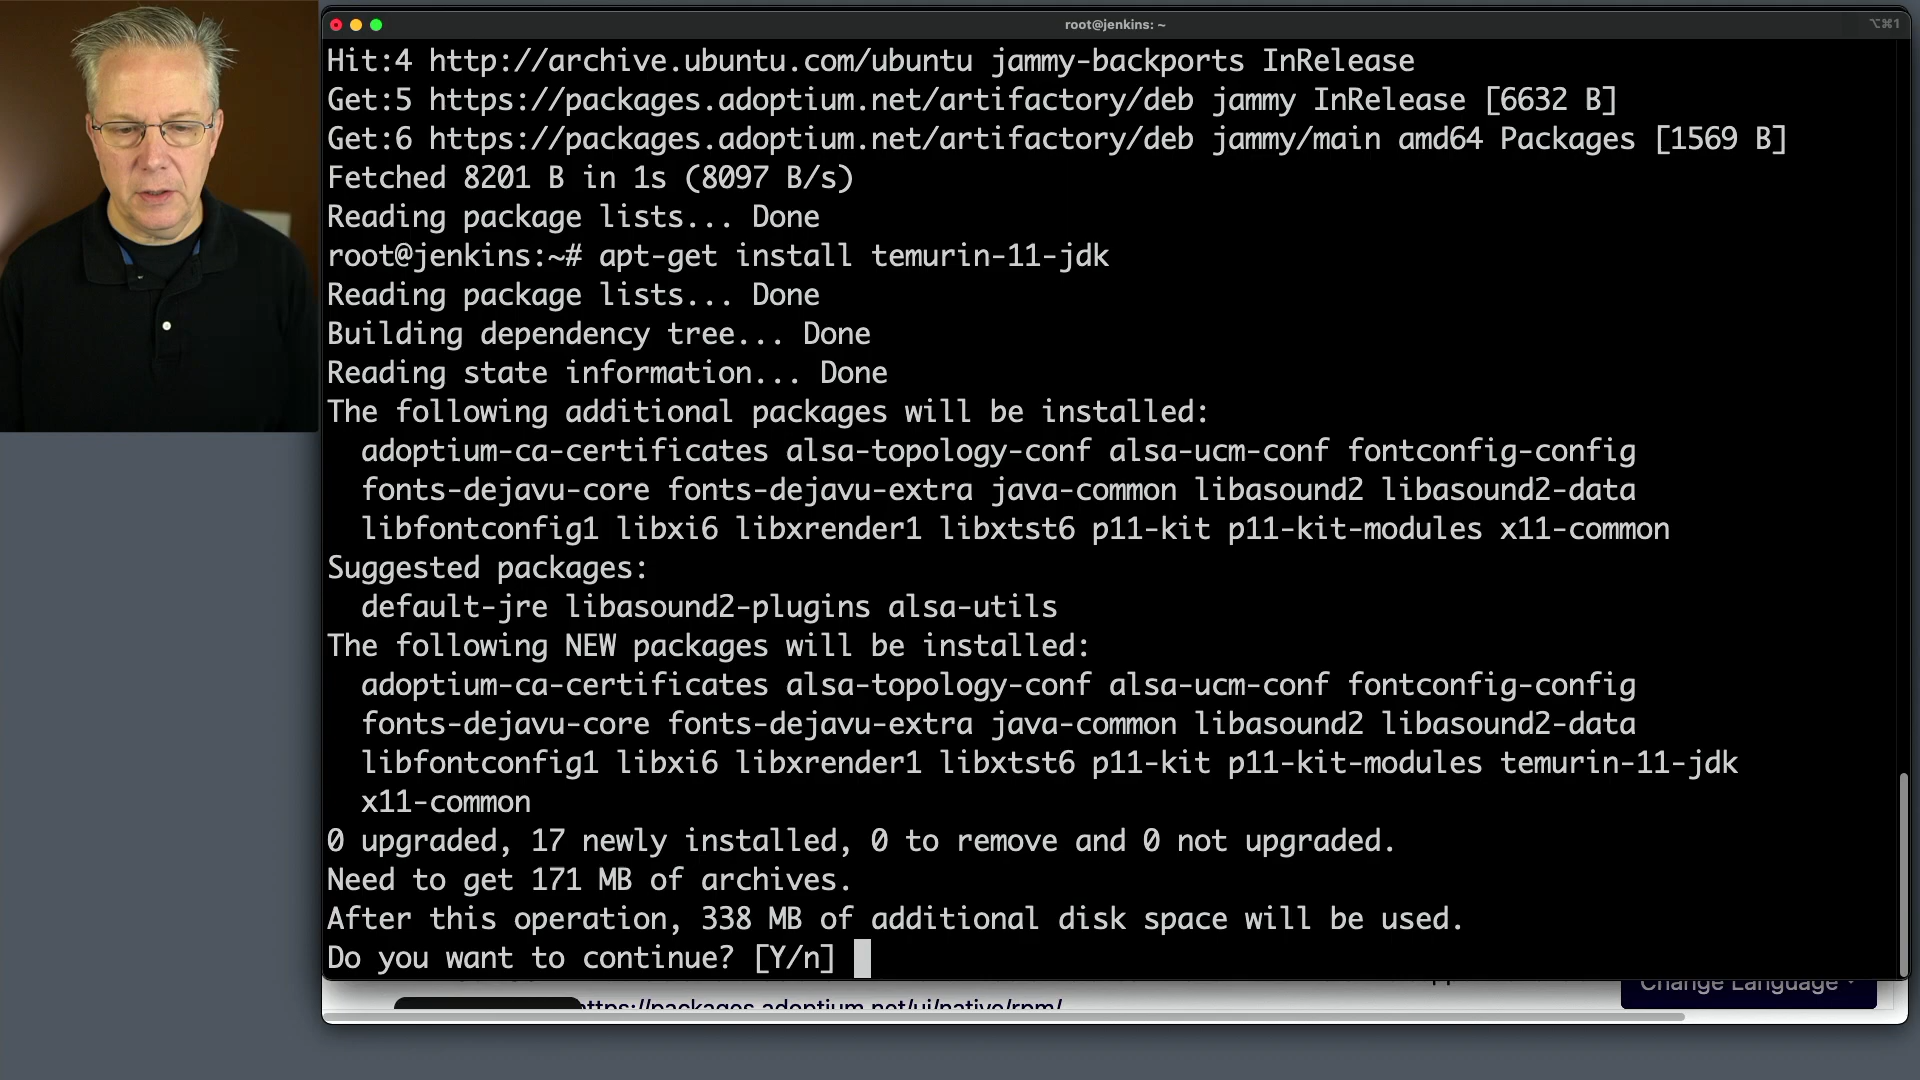 root@jenkins: ~
⌥⌘1
Hit:4 http://archive.ubuntu.com/ubuntu jammy-backports InRelease
Get:5 https://packages.adoptium.net/artifactory/deb jammy InRelease [6632 B]
Get:6 https://packages.adoptium.net/artifactory/deb jammy/main amd64 Packages [1569 B]
Fetched 8201 B in 1s (8097 B/s)
Reading package lists... Done
root@jenkins:~# apt-get install temurin-11-jdk
Reading package lists... Done
Building dependency tree... Done
Reading state information... Done
The following additional packages will be installed:
  adoptium-ca-certificates alsa-topology-conf alsa-ucm-conf fontconfig-config
  fonts-dejavu-core fonts-dejavu-extra java-common libasound2 libasound2-data
  libfontconfig1 libxi6 libxrender1 libxtst6 p11-kit p11-kit-modules x11-common
Suggested packages:
  default-jre libasound2-plugins alsa-utils
The following NEW packages will be installed:
  adoptium-ca-certificates alsa-topology-conf alsa-ucm-conf fontconfig-config
  fonts-dejavu-core fonts-dejavu-extra java-common libasound2 libasound2-data
  libfontconfig1 libxi6 libxrender1 libxtst6 p11-kit p11-kit-modules temurin-11-jdk
  x11-common
0 upgraded, 17 newly installed, 0 to remove and 0 not upgraded.
Need to get 171 MB of archives.
After this operation, 338 MB of additional disk space will be used.
Do you want to continue? [Y/n]
Change Language
https://packages.adoptium.net/ui/native/rpm/